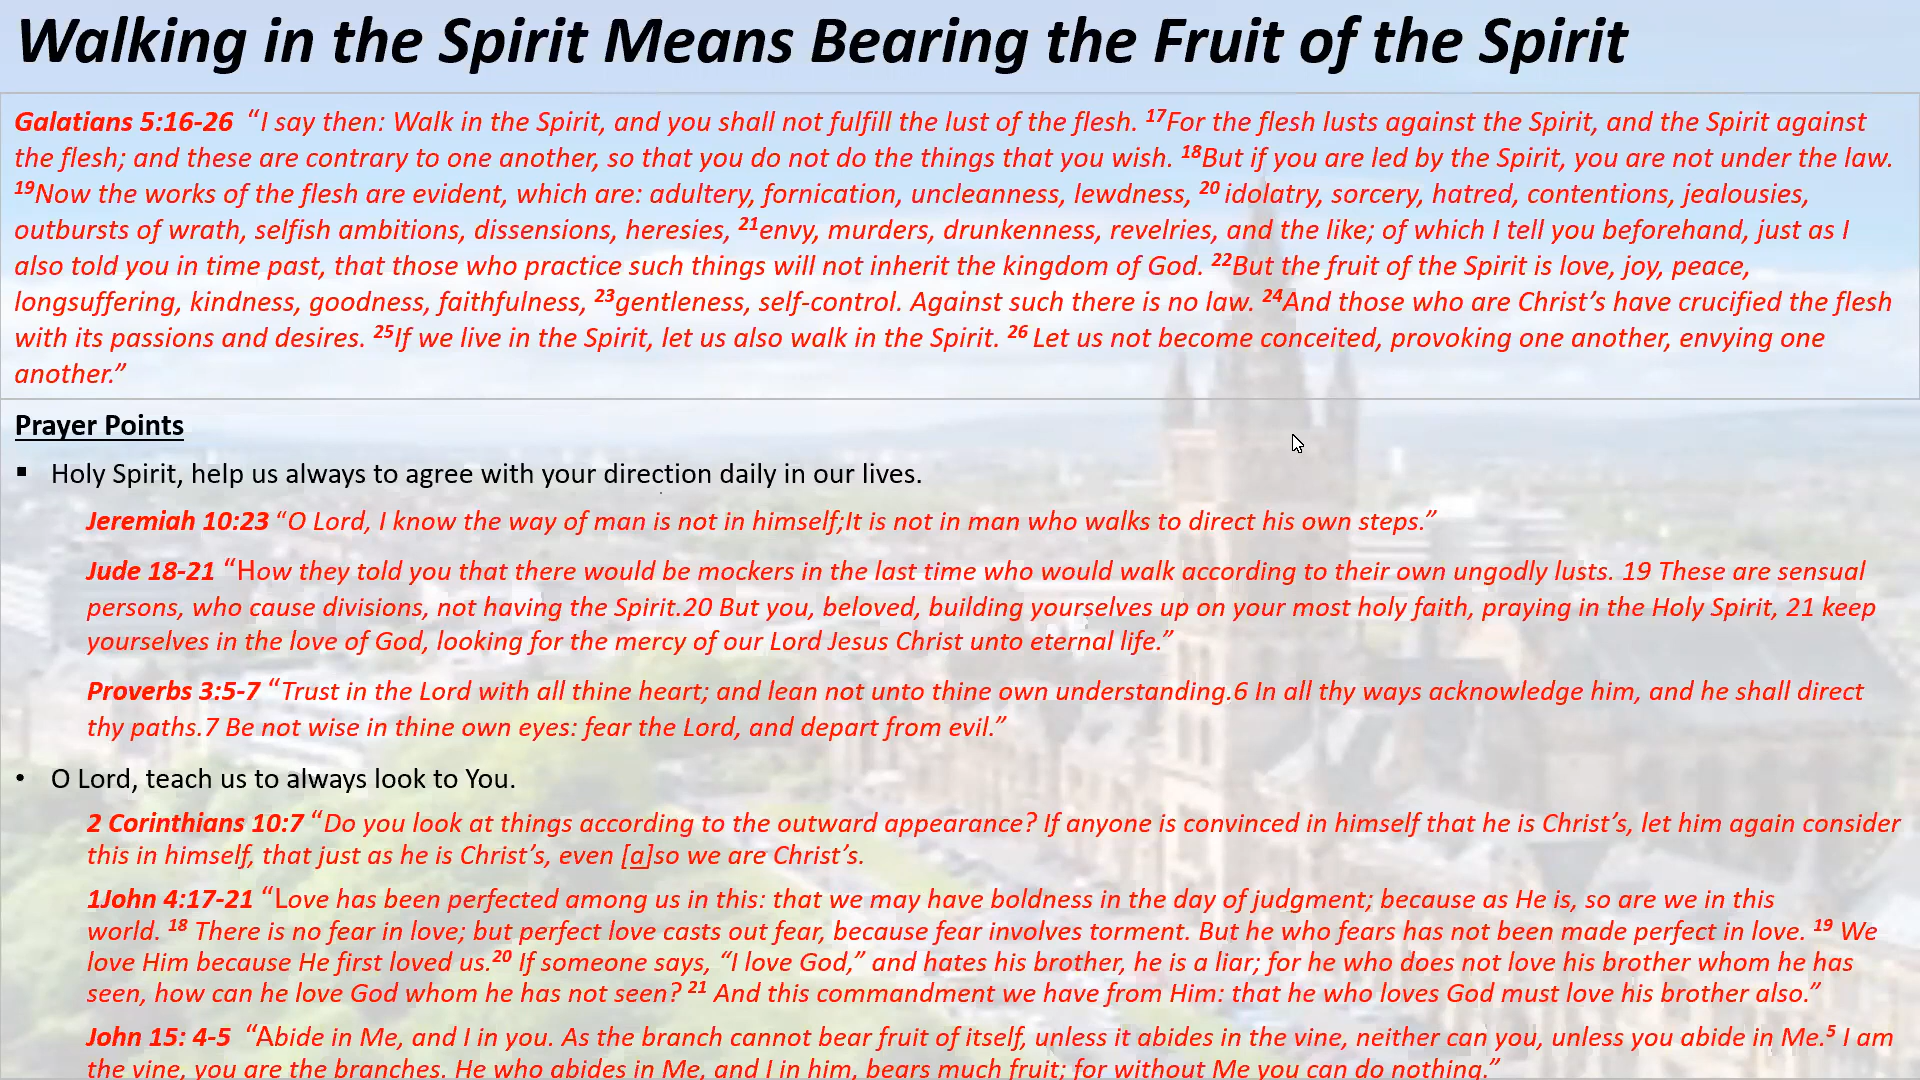 Walking in the Spirit Means Bearing the Fruit of the Spirit
Galatians 5:16-26 “I say then: Walk in the Spirit, and you shall not fulfill the lust of the flesh. 17For the flesh lusts against the Spirit, and the Spirit against
the flesh; and these are contrary to one another, so that you do not do the things that you wish. 18But if you are led by the Spirit, you are not under the law.
19Now the works of the flesh are evident, which are: adultery, fornication, uncleanness, lewdness, 20 idolatry, sorcery, hatred, contentions, jealousies,
outbursts of wrath, selfish ambitions, dissensions, heresies, 21envy, murders, drunkenness, revelries, and the like; of which I tell you beforehand, just as I
also told you in time past, that those who practice such things will not inherit the kingdom of God. 22But the fruit of the Spirit is love, joy, peace,
longsuffering, kindness, goodness, faithfulness, 23gentleness, self-control. Against such there is no law. 24And those who are Christ’s have crucified the flesh
with its passions and desires. 25If we live in the Spirit, let us also walk in the Spirit. 26 Let us not become conceited, provoking one another, envying one
another.”
Prayer Points
▪ Holy Spirit, help us always to agree with your direction daily in our lives.
Jeremiah 10:23 “O Lord, I know the way of man is not in himself;It is not in man who walks to direct his own steps.”
Jude 18-21 “How they told you that there would be mockers in the last time who would walk according to their own ungodly lusts. 19 These are sensual
persons, who cause divisions, not having the Spirit.20 But you, beloved, building yourselves up on your most holy faith, praying in the Holy Spirit, 21 keep
yourselves in the love of God, looking for the mercy of our Lord Jesus Christ unto eternal life.”
Proverbs 3:5-7 “Trust in the Lord with all thine heart; and lean not unto thine own understanding.6 In all thy ways acknowledge him, and he shall direct
thy paths.7 Be not wise in thine own eyes: fear the Lord, and depart from evil.”
• O Lord, teach us to always look to You.
2 Corinthians 10:7 “Do you look at things according to the outward appearance? If anyone is convinced in himself that he is Christ’s, let him again consider
this in himself, that just as he is Christ’s, even [a]so we are Christ’s.
1John 4:17-21 “Love has been perfected among us in this: that we may have boldness in the day of judgment; because as He is, so are we in this
world. 18 There is no fear in love; but perfect love casts out fear, because fear involves torment. But he who fears has not been made perfect in love. 19 We
love Him because He first loved us.20 If someone says, “I love God,” and hates his brother, he is a liar; for he who does not love his brother whom he has
seen, how can he love God whom he has not seen? 21 And this commandment we have from Him: that he who loves God must love his brother also.”
John 15: 4-5 “Abide in Me, and I in you. As the branch cannot bear fruit of itself, unless it abides in the vine, neither can you, unless you abide in Me.5 I am
the vine, you are the branches. He who abides in Me, and I in him, bears much fruit; for without Me you can do nothing.”